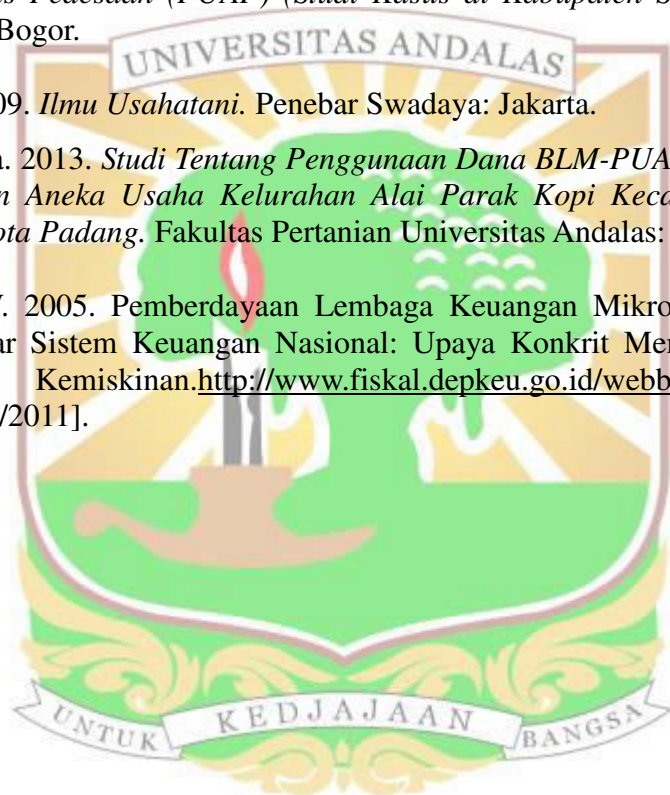 s Pedesaan (PUAP) (Studi Kasus di Kabupaten S
Bogor.
UNIVERSITAS ANDALAS
09. Ilmu Usahatani. Penebar Swadaya: Jakarta.
a. 2013. Studi Tentang Penggunaan Dana BLM-PUA
n Aneka Usaha Kelurahan Alai Parak Kopi Keca
ota Padang. Fakultas Pertanian Universitas Andalas:
. 2005. Pemberdayaan Lembaga Keuangan Mikro
ar Sistem Keuangan Nasional: Upaya Konkrit Mer
Kemiskinan.http://www.fiskal.depkeu.go.id/webb
/2011].
UNTUK KEDJAJAAN BANGSA